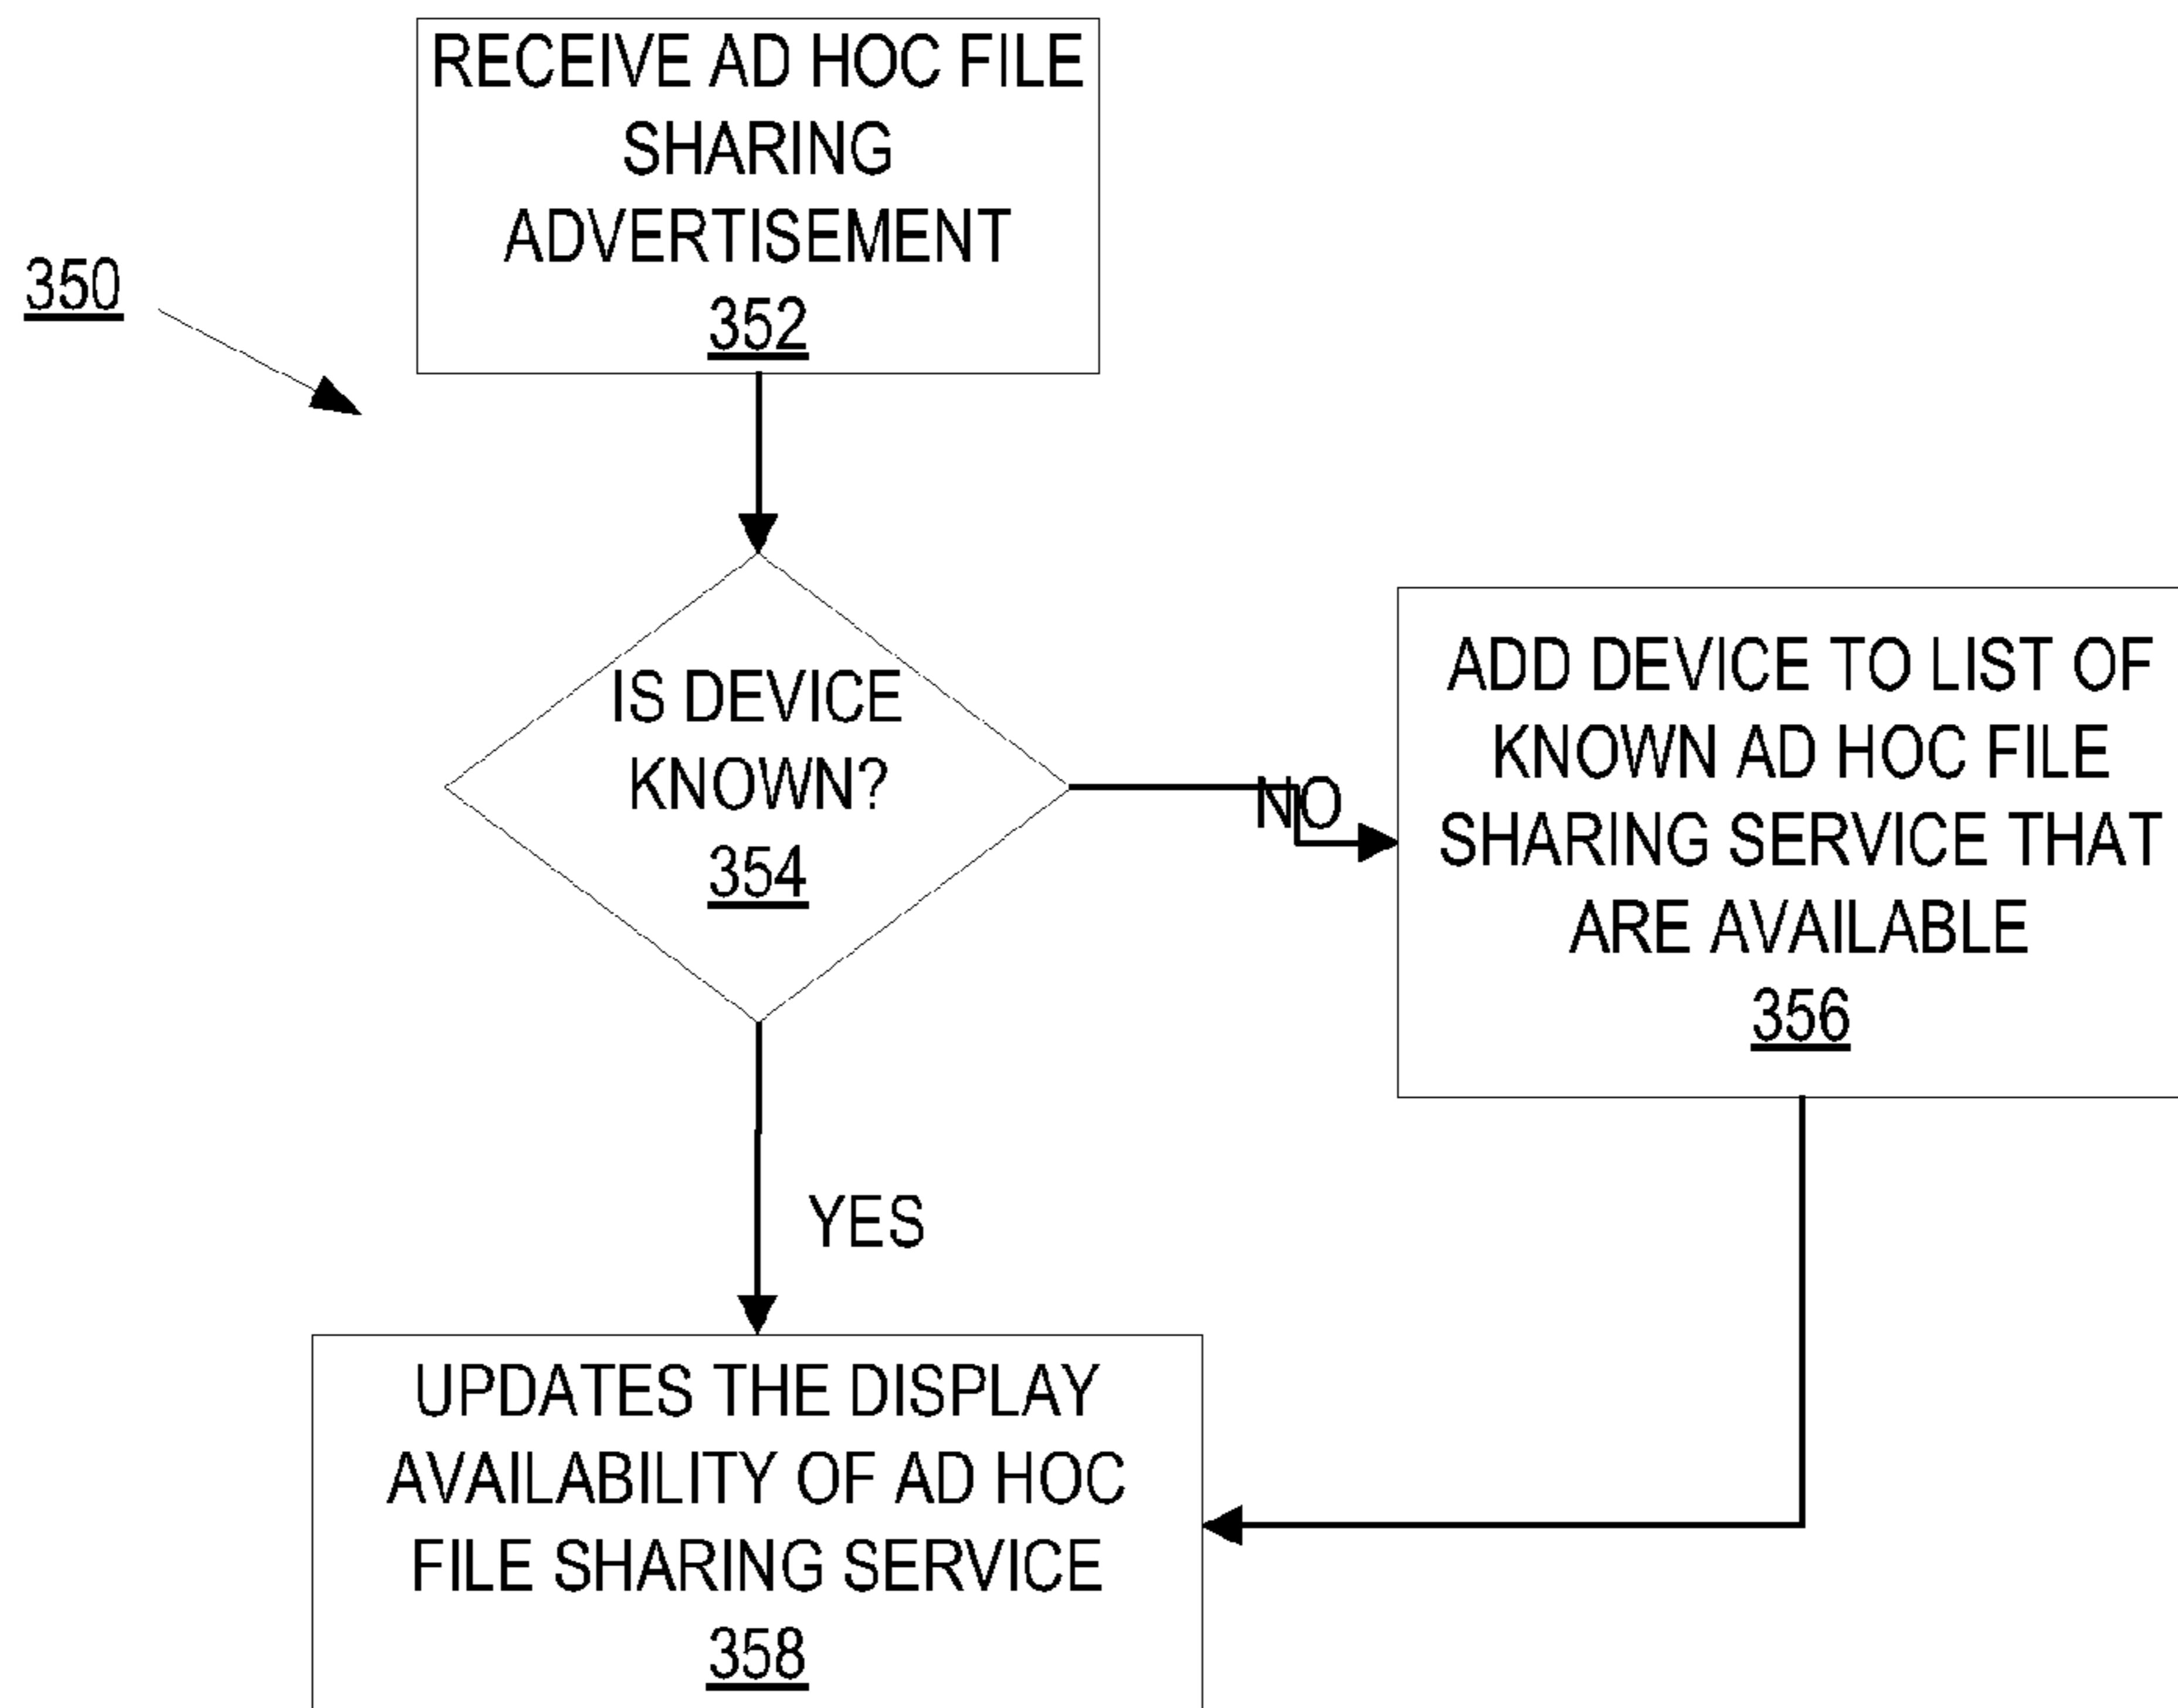 RECEIVE AD HOC FILE
SHARING
ADVERTISEMENT
352
350
IS DEVICE
KNOWN?
354
NO
ADD DEVICE TO LIST OF
KNOWN AD HOC FILE
SHARING SERVICE THAT
ARE AVAILABLE
356
YES
UPDATES THE DISPLAY
AVAILABILITY OF AD HOC
FILE SHARING SERVICE
358